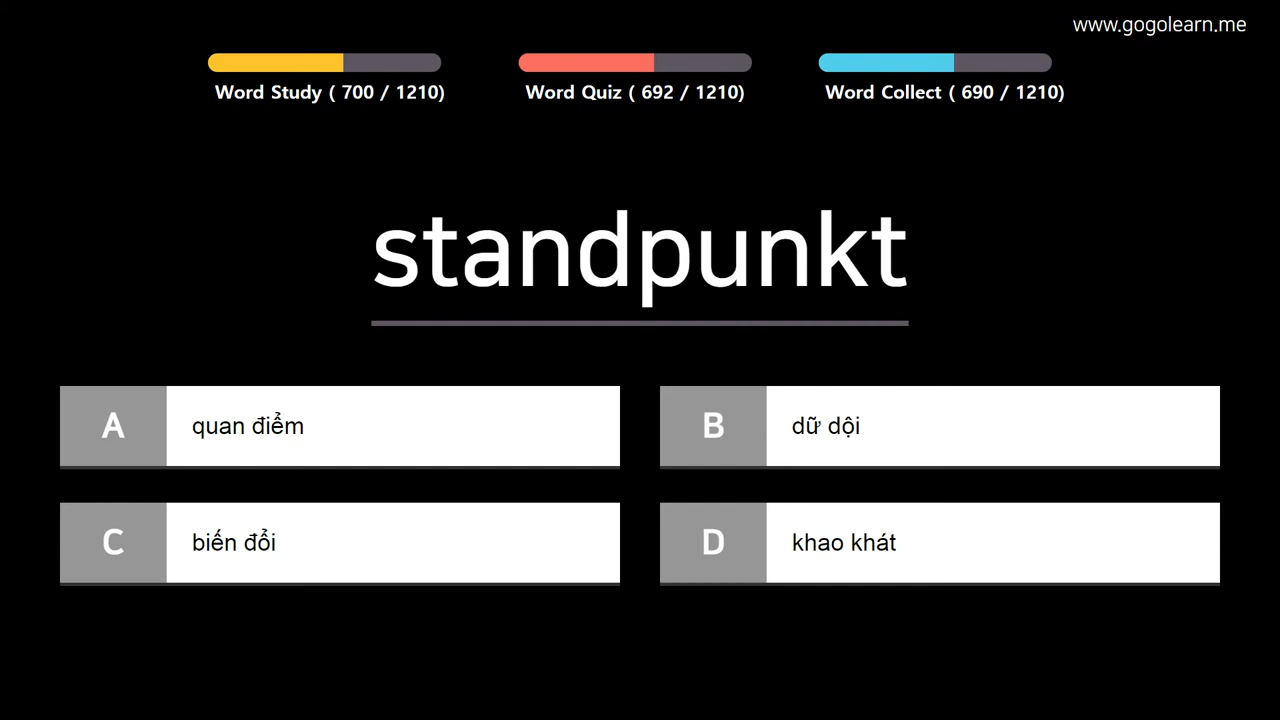 www.gogolearn.me
Word Study ( 700 / 1210)
Word Quiz ( 692 / 1210)
Word Collect ( 690 / 1210)
standpunkt
A quan điểm
B dữ dội
C biến đổi
D khao khát